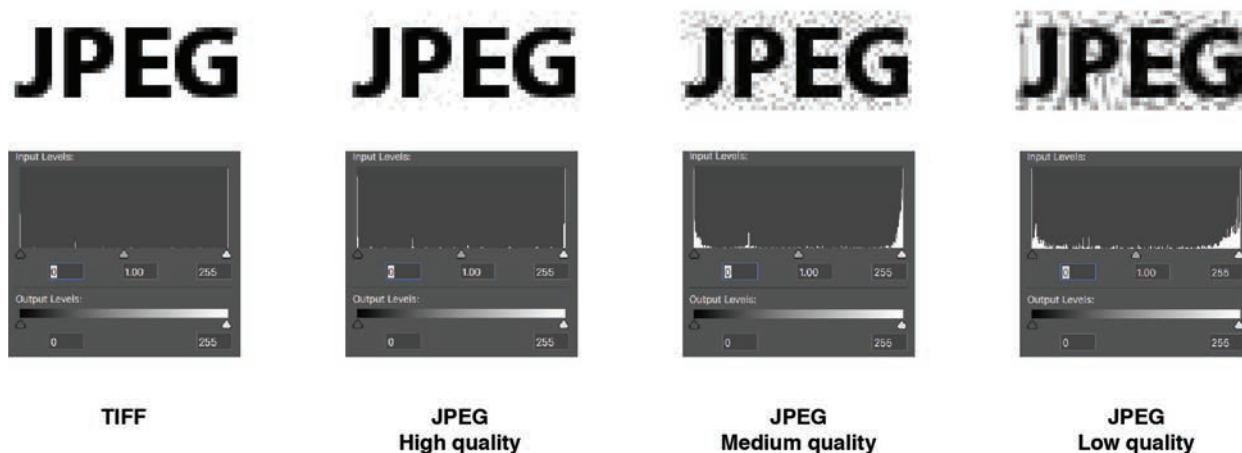 JPEG JPEG JPEG JPEG
Input Levels: Input Levels: Input Levels: Input Levels:
0 1.00 255 0 1.00 255 0 1.00 255 0 1.00 255
Output Levels: Output Levels: Output Levels: Output Levels:
0 255 0 255 0 255 0 255
TIFF JPEG JPEG JPEG
High quality Medium quality Low quality